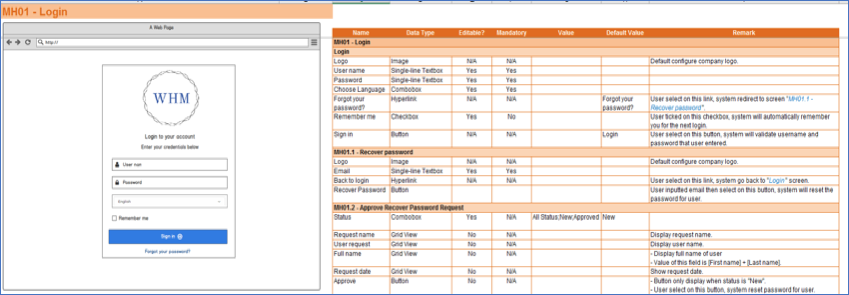 MH01 - Login
A Web Page
http://
WHM
Login to your account
Enter your credentials below
User nan
Password
English
Remember me
Sign in
Forgot your password?
Name Data Type Editable? Mandatory Value Default Value Remark
MH01 - Login
Login
Logo Image N/A N/A Default configure company logo.
User name Single-line Textbox Yes Yes
Password Single-line Textbox Yes Yes
Choose Language Combobox Yes Yes
Forgot your Hyperlink N/A N/A Forgot your User select on this link, system redirect to screen "MH01.1 -
password? password? Recover password".
Remember me Checkbox Yes No User ticked on this checkbox, system will automatically remember
you for the next login.
Sign in Button N/A N/A Login User select on this button, system will validate username and
password that user entered.
MH01.1 - Recover password
Logo Image N/A N/A Default configure company logo.
Email Single-line Textbox Yes Yes
Back to login Hyperlink N/A N/A User select on this link, system go back to "Login" screen.
Recover Password Button User inputted email then select on this button, system will reset the
password for user.
MH01.2 - Approve Recover Password Request
Status Combobox Yes N/A All Status;New;Approved New
Request name Grid View No N/A Display request name.
User request Grid View No N/A Display user name.
Full name Grid View No N/A - Display full name of user
- Value of this field is [First name] + [Last name].
Request date Grid View No N/A Show request date.
Approve Button No N/A - Button only display when status is "New".
- User select on this button, system reset password for user.